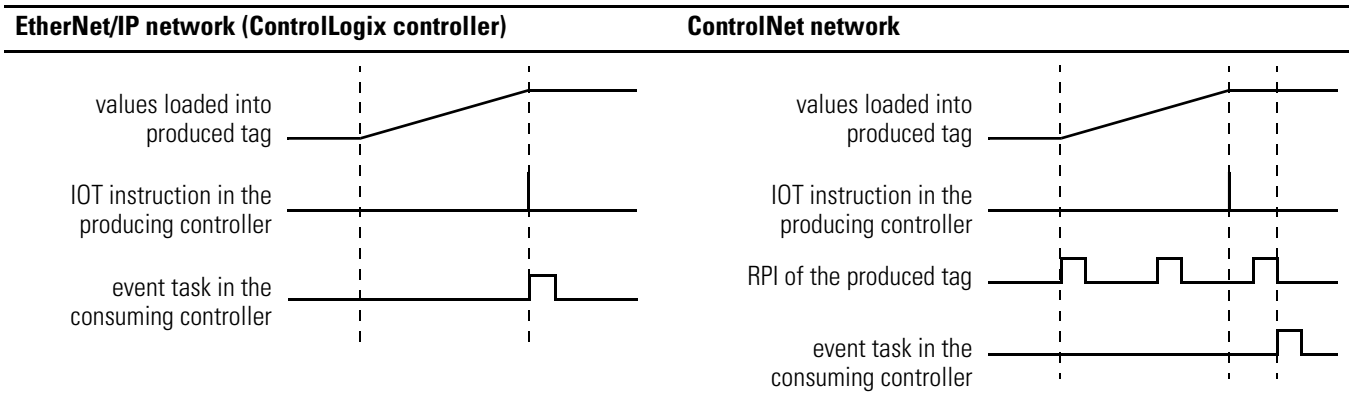 EtherNet/IP network (ControlLogix controller)
values loaded into
produced tag
IOT instruction in the
producing controller
event task in the
consuming controller
ControlNet network
values loaded into
produced tag
IOT instruction in the
producing controller
RPI of the produced tag
event task in the
consuming controller